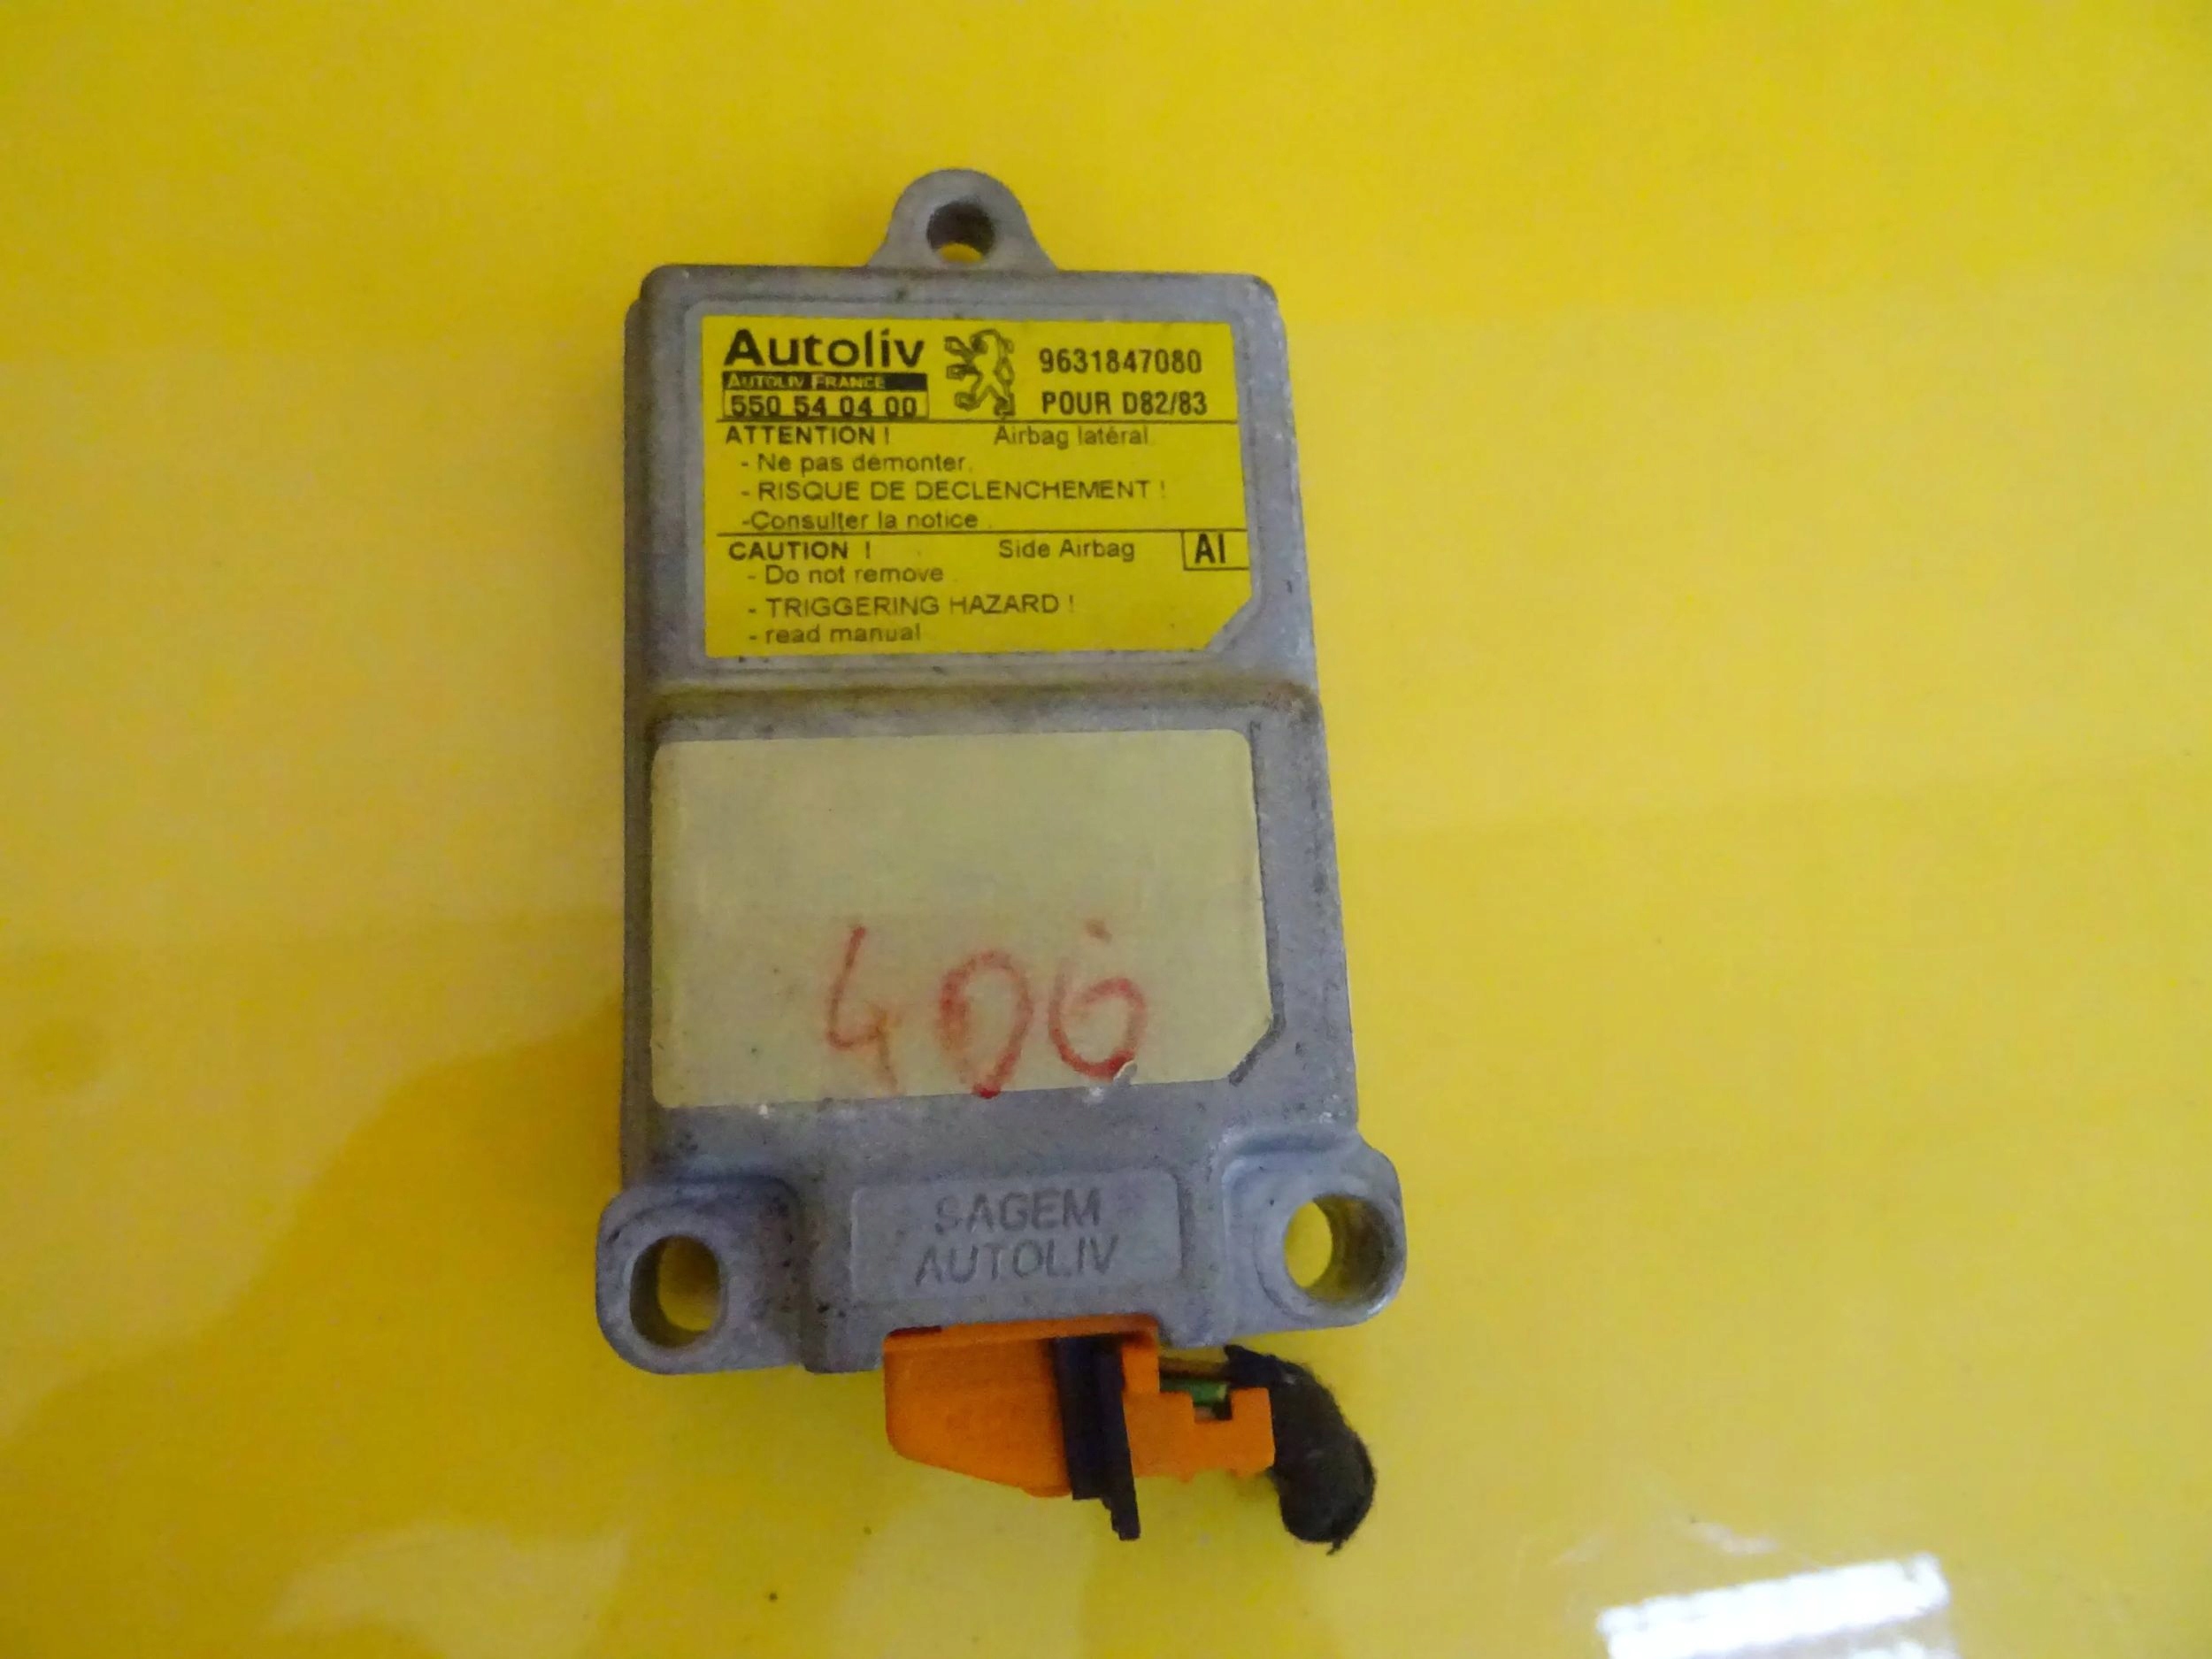 Autoliv
AUTOLIV FRANCE
550 54 04 00
9631847080
POUR D82/83
ATTENTION ! Airbag latéral
- Ne pas démonter.
- RISQUE DE DECLENCHEMENT !
-Consulter la notice .
CAUTION ! Side Airbag AI
- Do not remove .
- TRIGGERING HAZARD !
- read manual
406
SAGEM
AUTOLIV